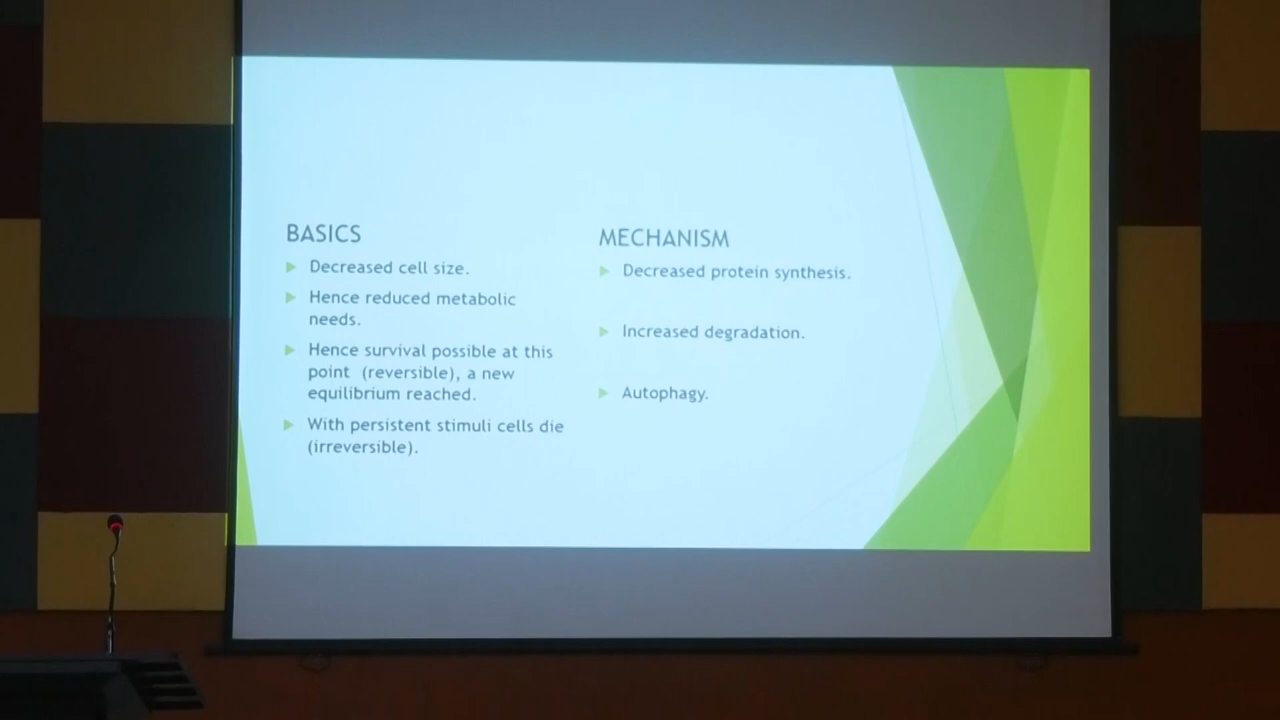 BASICS
Decreased cell size.
Hence reduced metabolic
needs.
Hence survival possible at this
point (reversible), a new
equilibrium reached.
With persistent stimuli cells die
(irreversible).
MECHANISM
Decreased protein synthesis.
Increased degradation.
Autophagy.